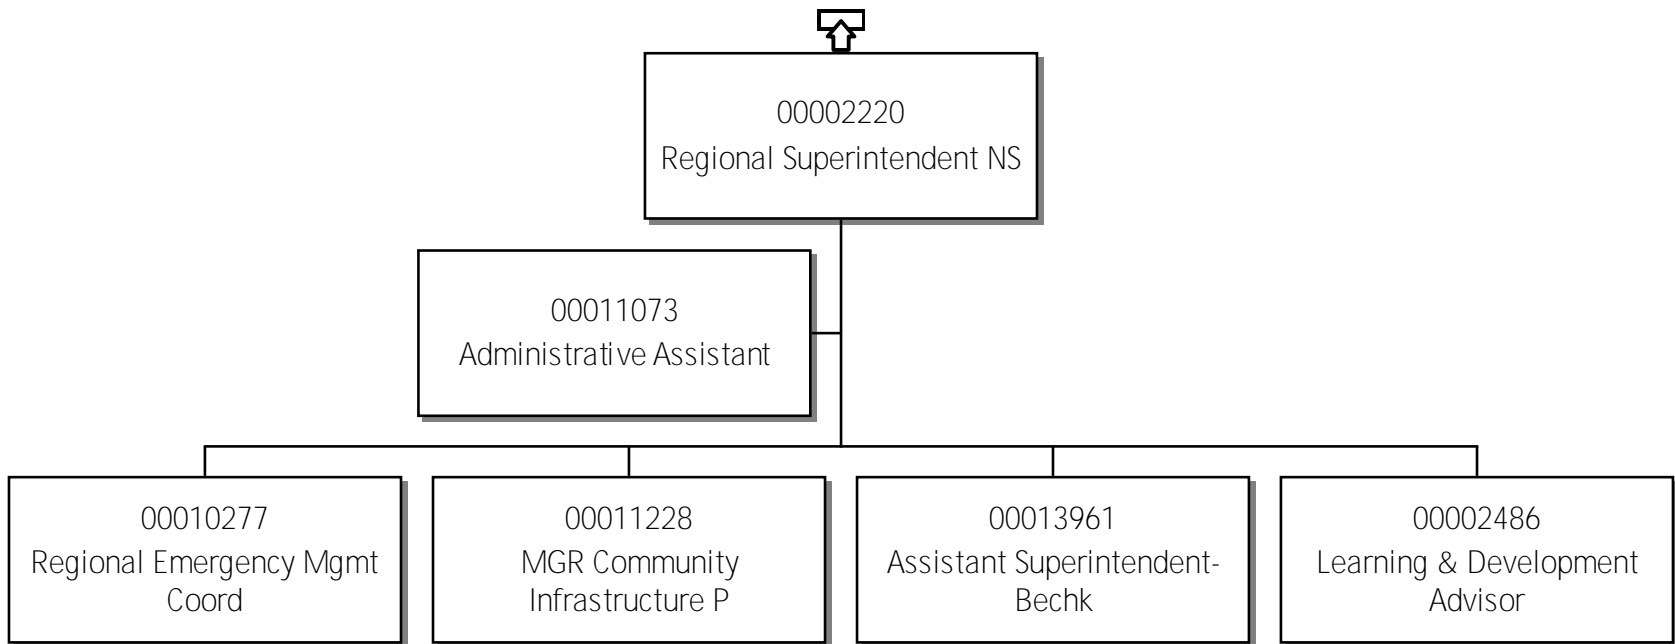 00002220
Regional Superintendent NS
00011073
Administrative Assistant
00010277
Regional Emergency Mgmt
Coord
00011228
MGR Community
Infrastructure P
00013961
Assistant Superintendent-
Bechk
00002486
Learning & Development
Advisor